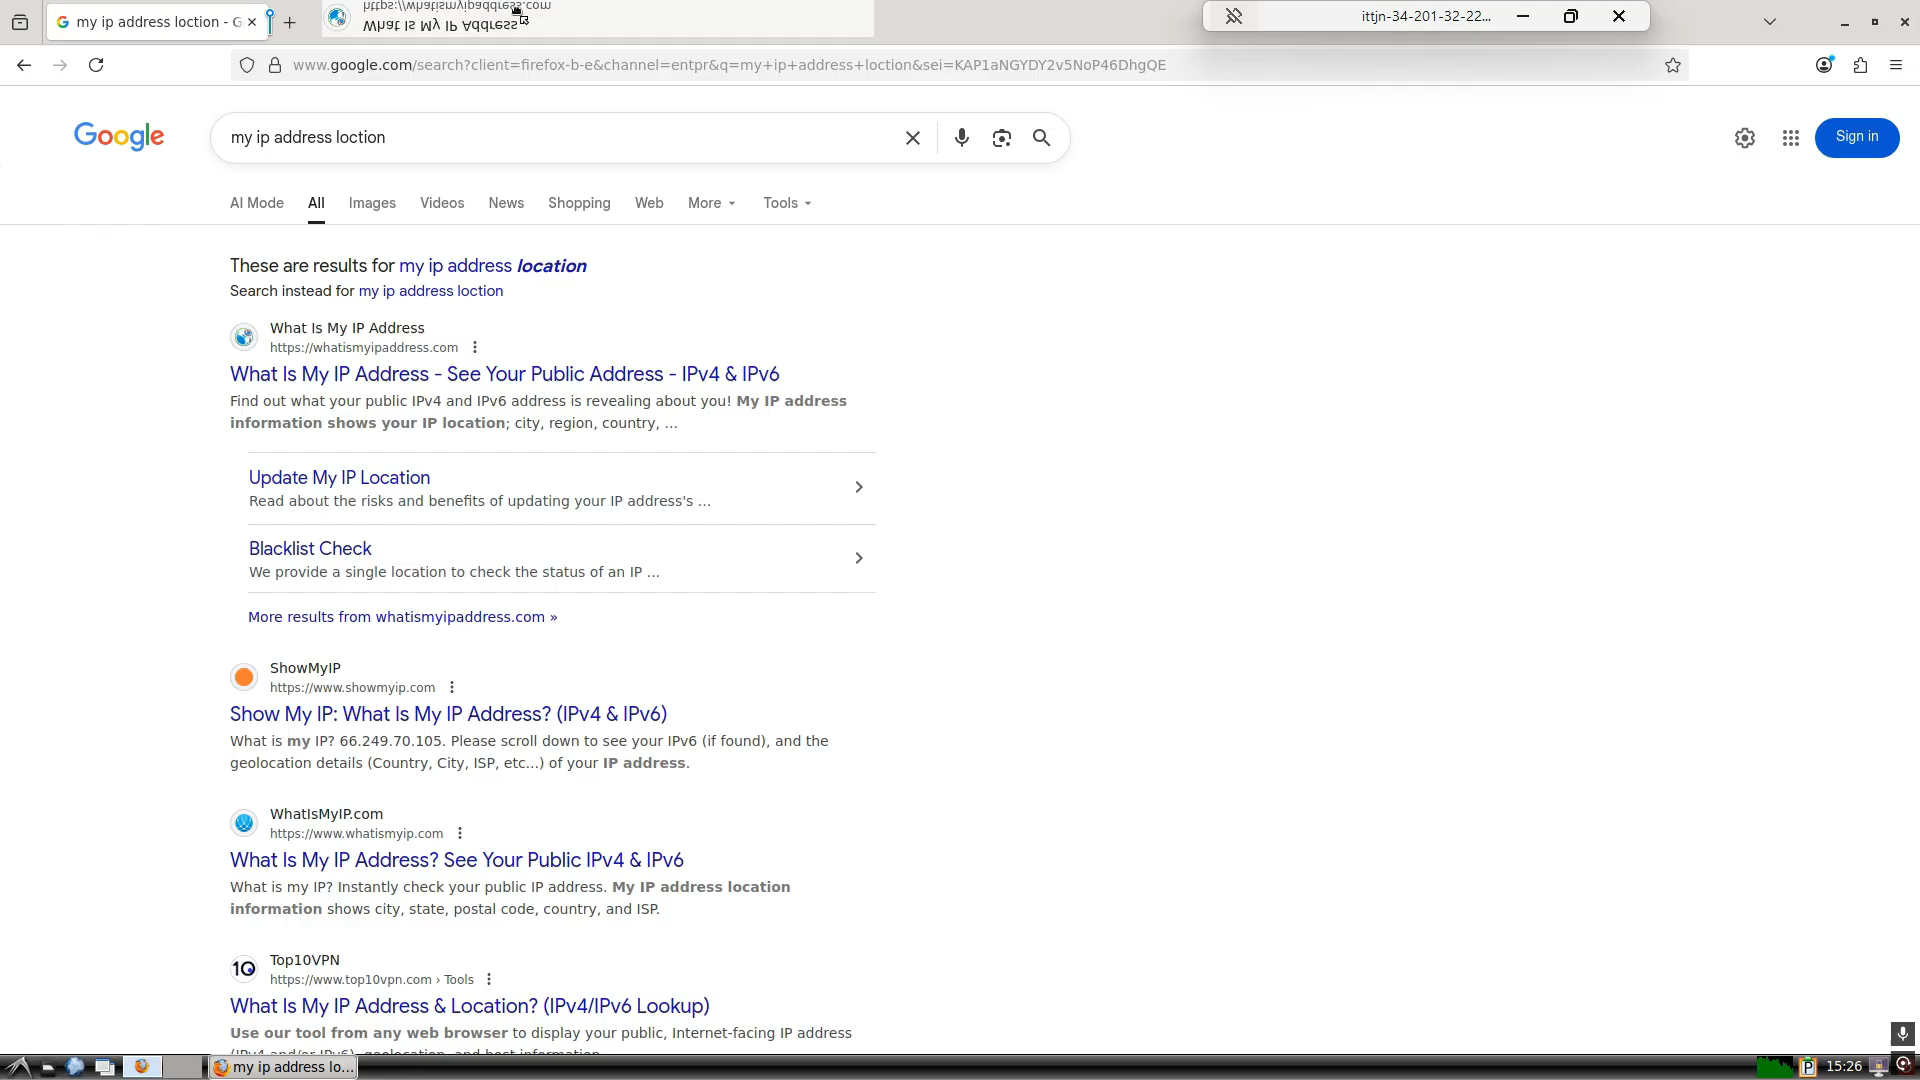 my ip address loction - G
https://whatismyipaddress.com
What Is My IP Address
ittjn-34-201-32-22...
www.google.com/search?client=firefox-b-e&channel=entpr&q=my+ip+address+loction&sei=KAP1aNGYDY2v5NoP46DhgQE
Google
my ip address loction
Sign in
AI Mode
All
Images
Videos
News
Shopping
Web
More
Tools
These are results for my ip address location
Search instead for my ip address loction
What Is My IP Address
https://whatismyipaddress.com
What Is My IP Address - See Your Public Address - IPv4 & IPv6
Find out what your public IPv4 and IPv6 address is revealing about you! My IP address
information shows your IP location; city, region, country, ...
Update My IP Location
Read about the risks and benefits of updating your IP address's ...
Blacklist Check
We provide a single location to check the status of an IP ...
More results from whatismyipaddress.com »
ShowMyIP
https://www.showmyip.com
Show My IP: What Is My IP Address? (IPv4 & IPv6)
What is my IP? 66.249.70.105. Please scroll down to see your IPv6 (if found), and the
geolocation details (Country, City, ISP, etc...) of your IP address.
WhatIsMyIP.com
https://www.whatismyip.com
What Is My IP Address? See Your Public IPv4 & IPv6
What is my IP? Instantly check your public IP address. My IP address location
information shows city, state, postal code, country, and ISP.
Top10VPN
https://www.top10vpn.com › Tools
What Is My IP Address & Location? (IPv4/IPv6 Lookup)
Use our tool from any web browser to display your public, Internet-facing IP address
(IPv4 and/or IPv6), geolocation, and host information.
my ip address lo...
15:26